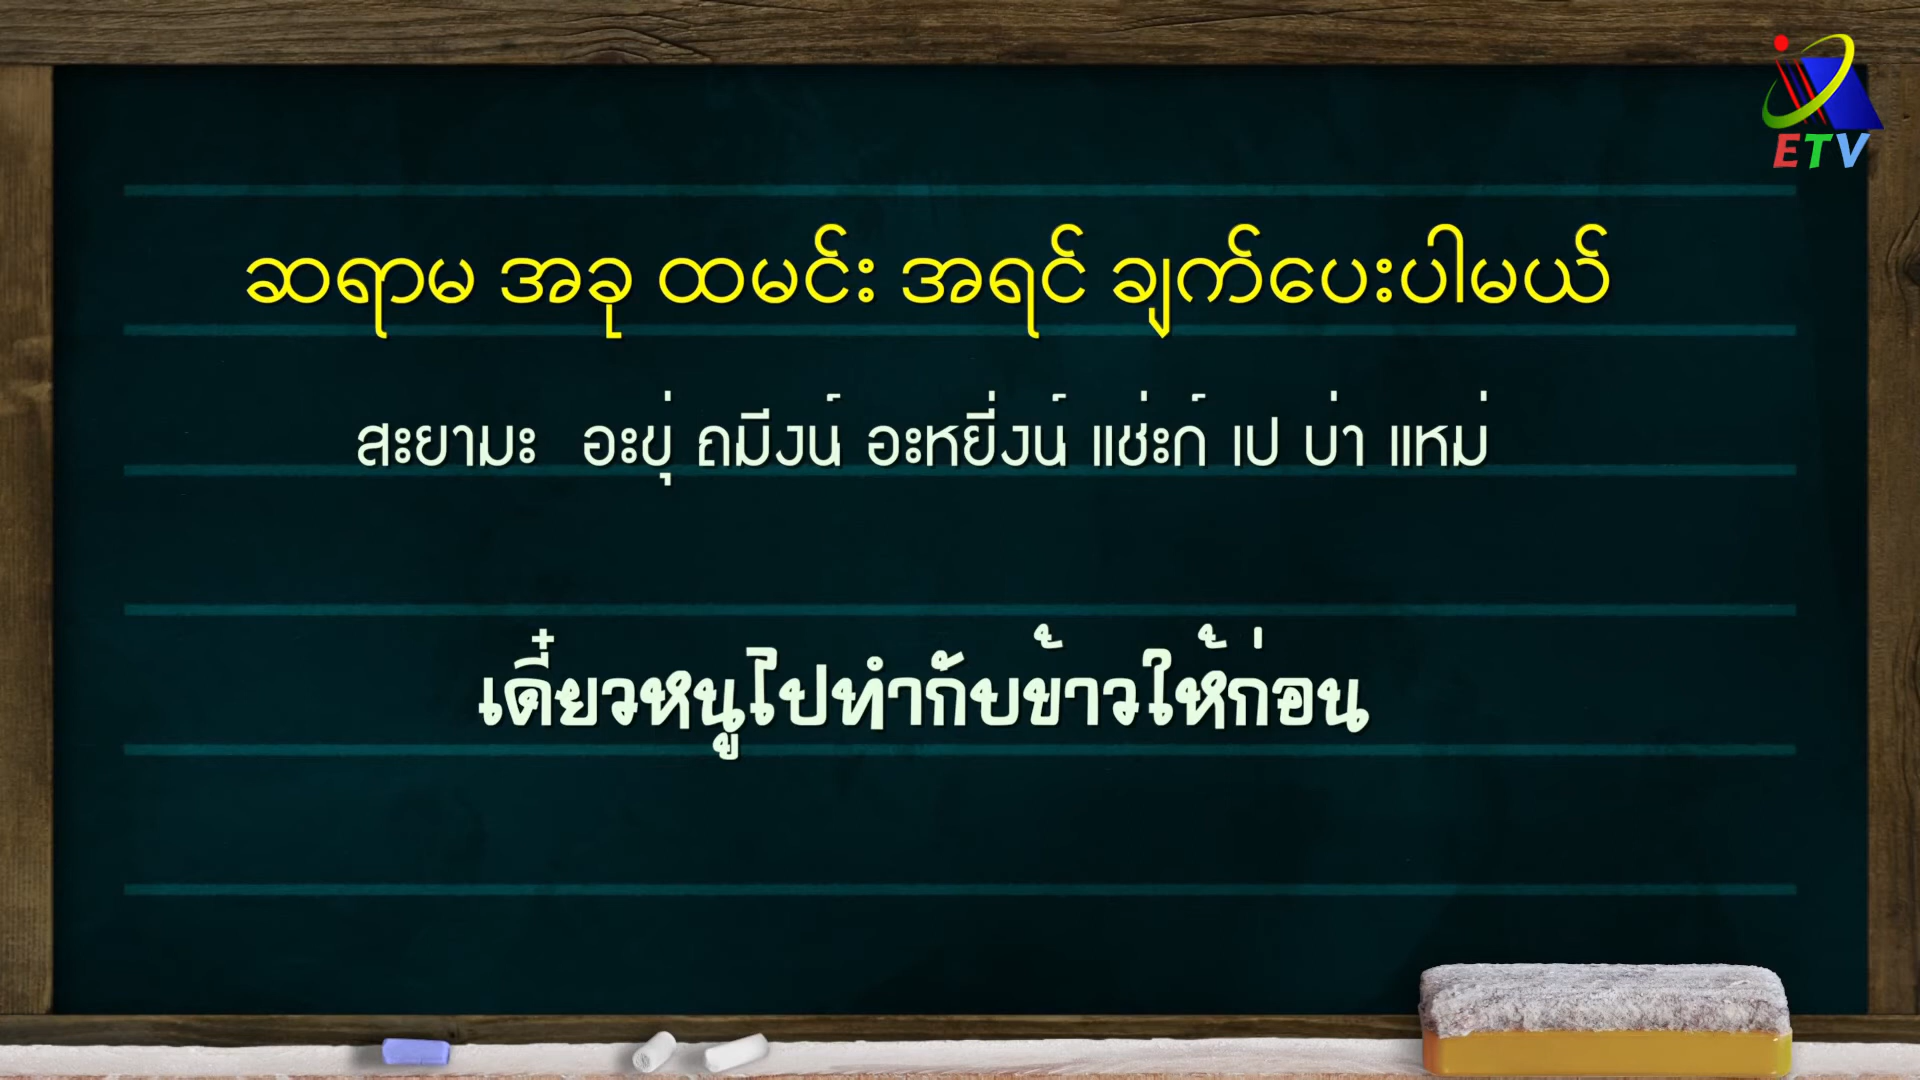 ETV
ဆရာမ အခု ထမင်း အရင် ချက်ပေးပါမယ်
สะยามะ อะขุ่ ถมีงน์ อะหยี่งน์ แช่ะก์ เป บ่า แหม่
เดี๋ยวหนูไปทำกับข้าวให้ก่อน